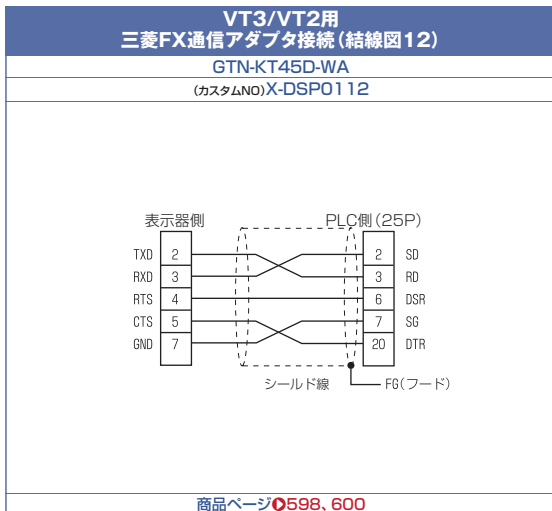 VT3/VT2用
三菱FX通信アダプタ接続(結線図12)
GTN-KT45D-WA
(カスタムNO)X-DSP0112
表示器側 PLC側(25P)
TXD 2 2 SD
RXD 3 3 RD
RTS 4 6 DSR
CTS 5 7 SG
GND 7 20 DTR
シールド線 FG(フード)
商品ページ598、600